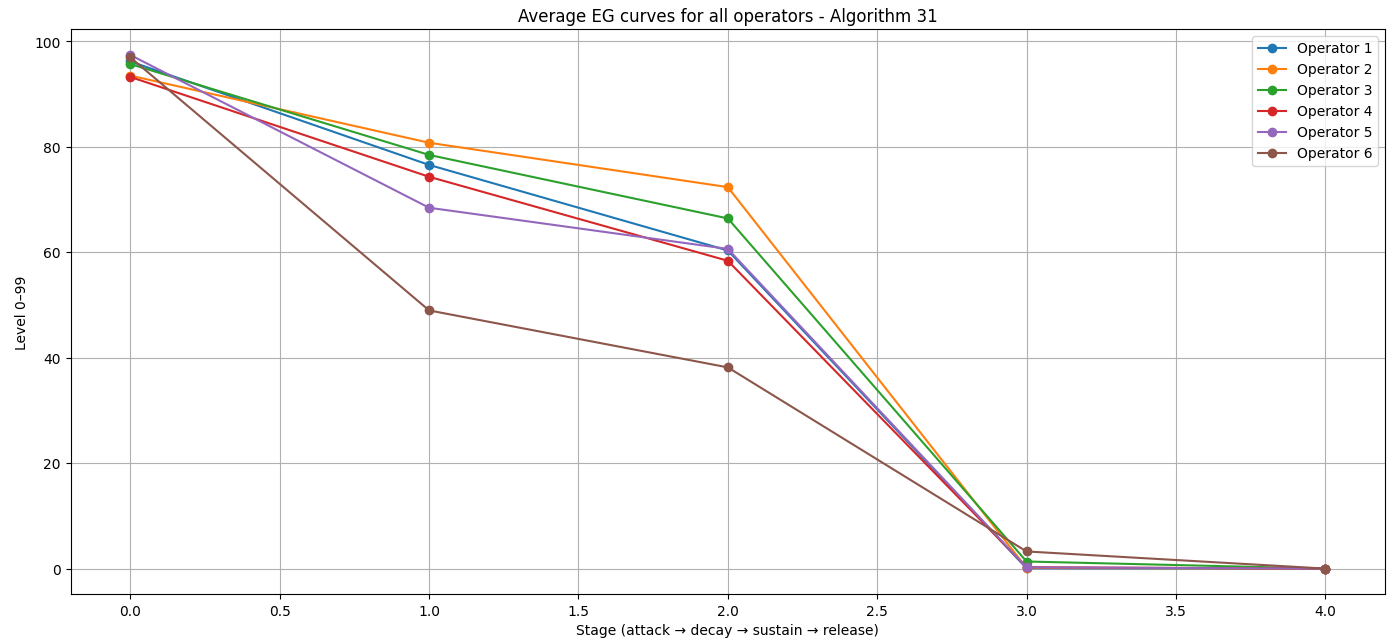 Average EG curves for all operators - Algorithm 31
Level 0–99
100
80
60
40
20
0
Operator 1
Operator 2
Operator 3
Operator 4
Operator 5
Operator 6
0.0 0.5 1.0 1.5 2.0 2.5 3.0 3.5 4.0
Stage (attack → decay → sustain → release)